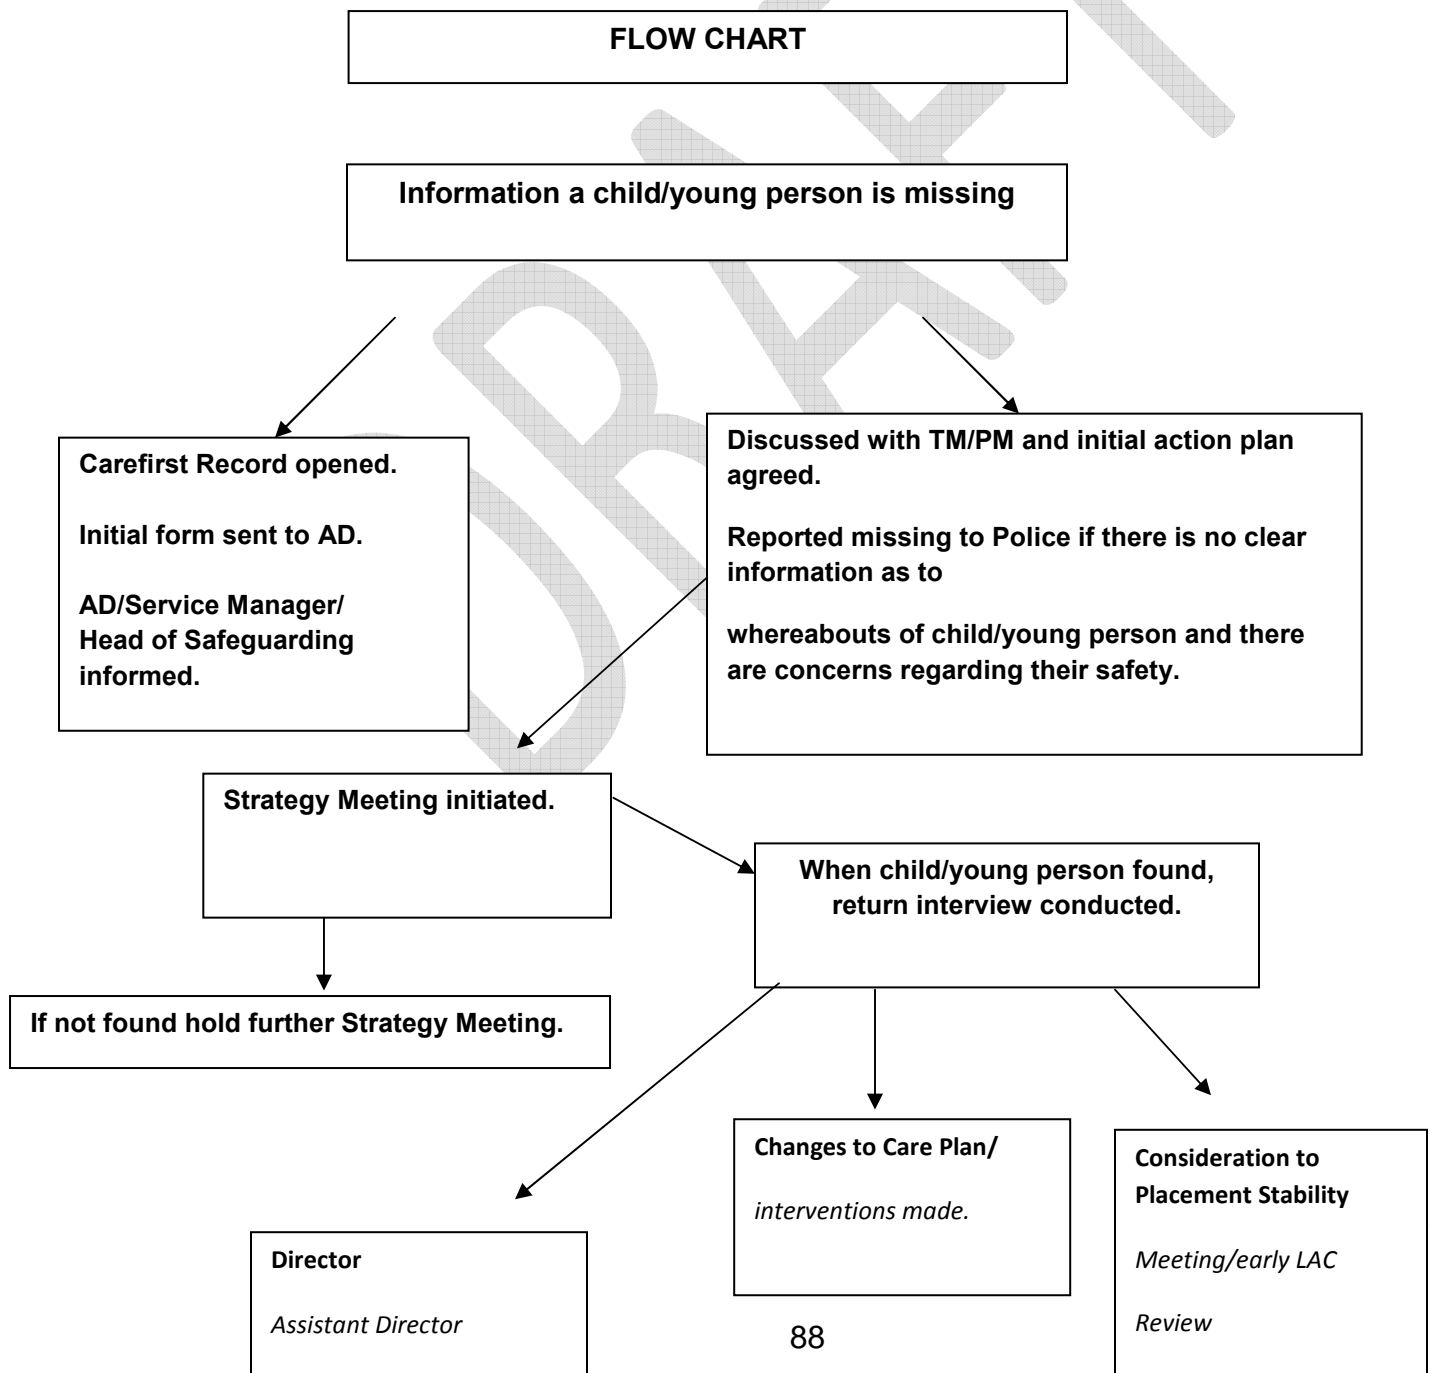 FLOW CHART
Information a child/young person is missing
Carefirst Record opened.
Initial form sent to AD.
AD/Service Manager/
Head of Safeguarding
informed.
Discussed with TM/PM and initial action plan
agreed.
Reported missing to Police if there is no clear
information as to
whereabouts of child/young person and there
are concerns regarding their safety.
Strategy Meeting initiated.
When child/young person found,
return interview conducted.
If not found hold further Strategy Meeting.
Changes to Care Plan/
interventions made.
Consideration to
Placement Stability
Meeting/early LAC
Review
Director
Assistant Director
88
DRAFT